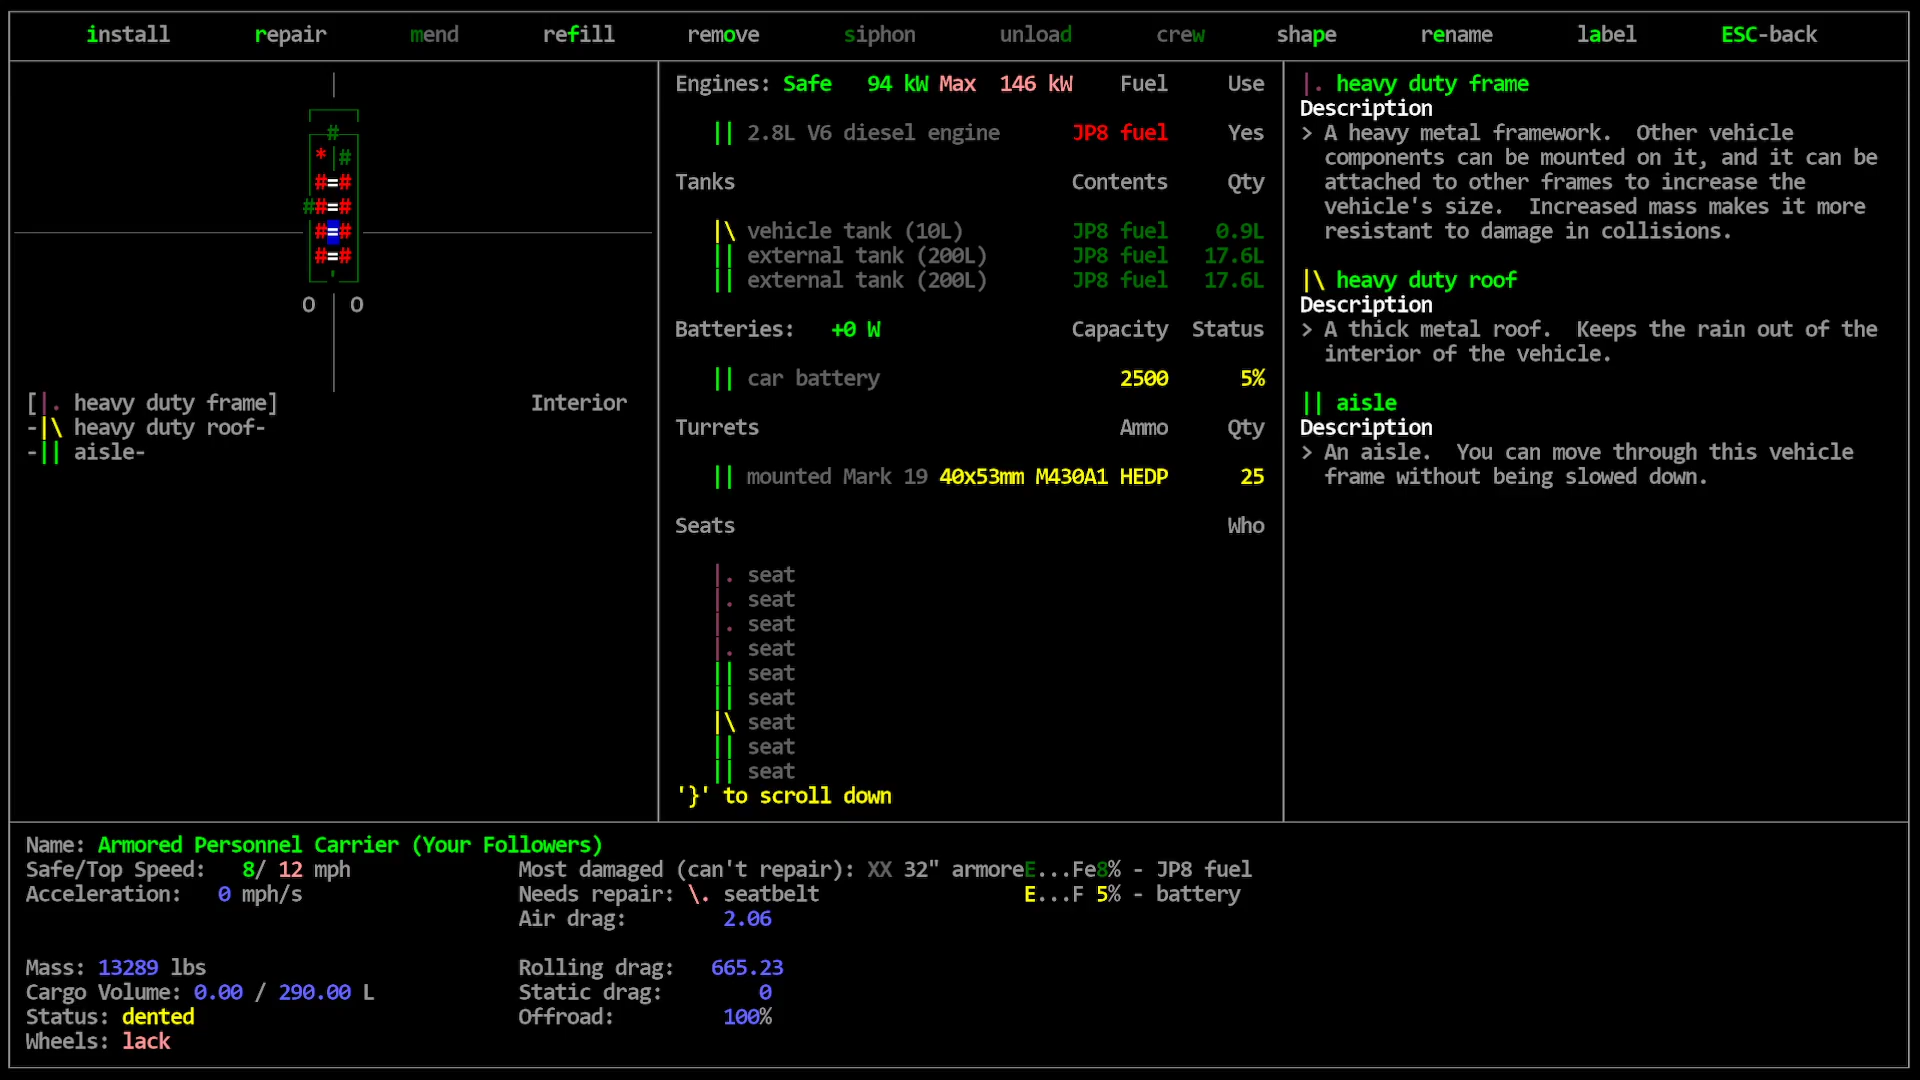 install repair mend refill remove siphon unload crew shape rename label ESC-back
#
* #
#=#
##=#
#=#
#=#
'
O O
[|. heavy duty frame] Interior
-|\ heavy duty roof-
-|| aisle-
Engines: Safe 94 kW Max 146 kW Fuel Use
|| 2.8L V6 diesel engine JP8 fuel Yes
Tanks Contents Qty
|\ vehicle tank (10L) JP8 fuel 0.9L
|| external tank (200L) JP8 fuel 17.6L
|| external tank (200L) JP8 fuel 17.6L
Batteries: +0 W Capacity Status
|| car battery 2500 5%
Turrets Ammo Qty
|| mounted Mark 19 40x53mm M430A1 HEDP 25
Seats Who
|. seat
|. seat
|. seat
|. seat
|| seat
|| seat
|\ seat
|| seat
|| seat
'}' to scroll down
|. heavy duty frame
Description
> A heavy metal framework. Other vehicle
components can be mounted on it, and it can be
attached to other frames to increase the
vehicle's size. Increased mass makes it more
resistant to damage in collisions.
|\ heavy duty roof
Description
> A thick metal roof. Keeps the rain out of the
interior of the vehicle.
|| aisle
Description
> An aisle. You can move through this vehicle
frame without being slowed down.
Name: Armored Personnel Carrier (Your Followers)
Safe/Top Speed: 8/ 12 mph Most damaged (can't repair): XX 32" armoreE...Fe8% - JP8 fuel
Acceleration: 0 mph/s Needs repair: \. seatbelt E...F 5% - battery
Air drag: 2.06
Mass: 13289 lbs Rolling drag: 665.23
Cargo Volume: 0.00 / 290.00 L Static drag: 0
Status: dented Offroad: 100%
Wheels: lack